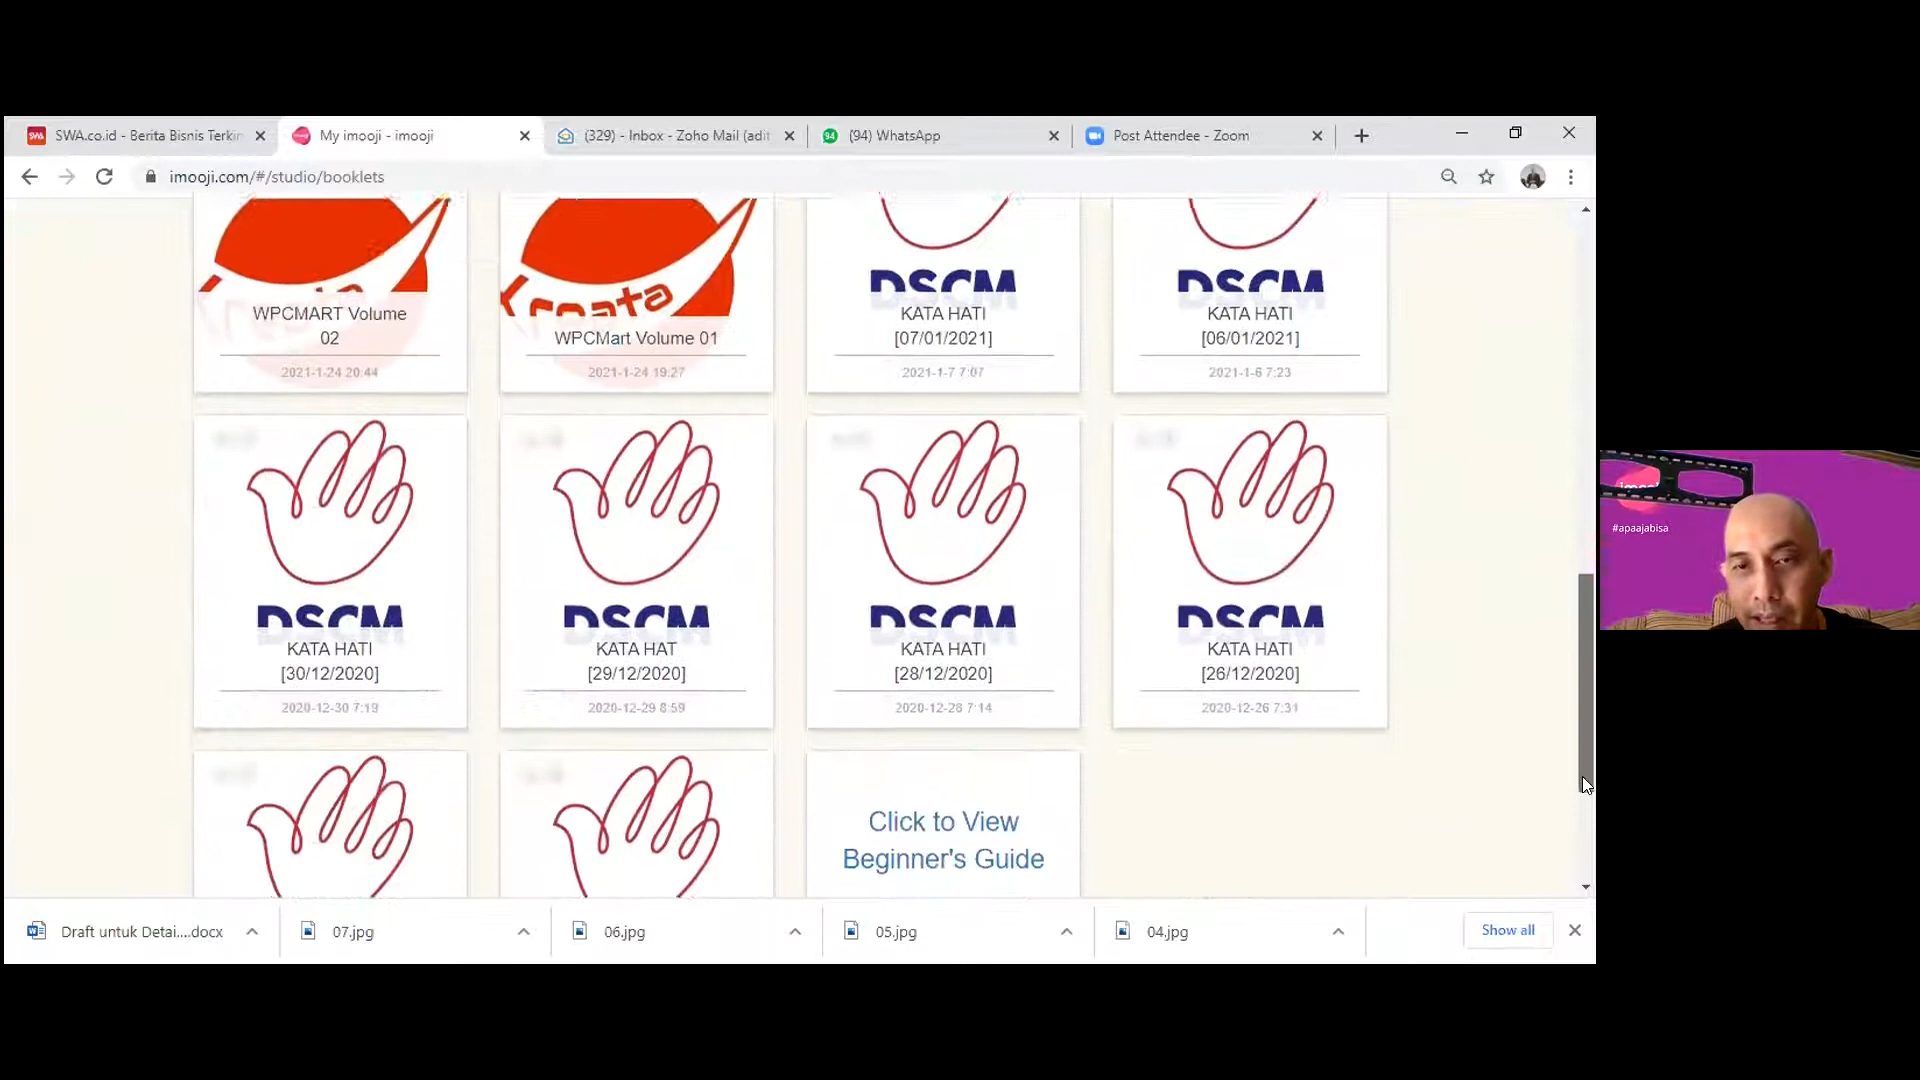 SWA.co.id - Berita Bisnis Terkin
My imooji - imooji
(329) - Inbox - Zoho Mail (adit
94
(94) WhatsApp
Post Attendee - Zoom
imooji.com/#/studio/booklets
Kreata
WPCMART Volume
02
2021-1-24 20:44
WPCMart Volume 01
2021-1-24 19:27
DSCM
KATA HATI
[07/01/2021]
2021-1-7 7:07
DSCM
KATA HATI
[06/01/2021]
2021-1-6 7:23
DSCM
KATA HATI
[30/12/2020]
2020-12-30 7:19
DSCM
KATA HAT
[29/12/2020]
2020-12-29 8:59
DSCM
KATA HATI
[28/12/2020]
2020-12-28 7:14
DSCM
KATA HATI
[26/12/2020]
2020-12-26 7:31
Click to View
Beginner's Guide
#apaajabisa
Draft untuk Detai....docx
07.jpg
06.jpg
05.jpg
04.jpg
Show all